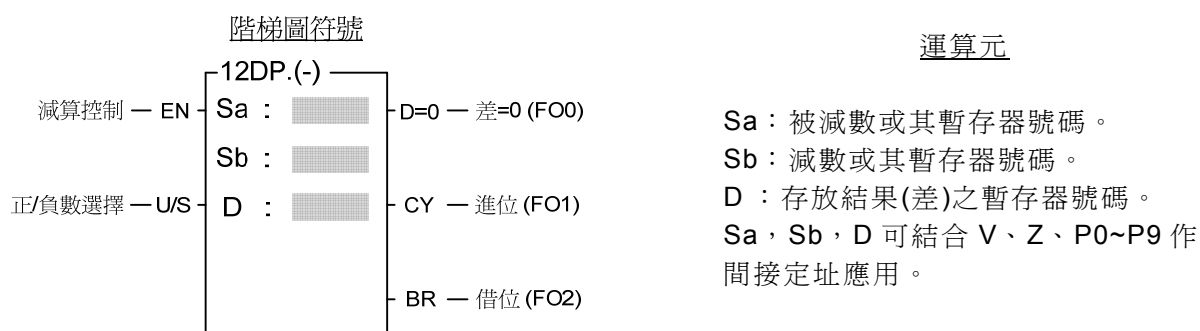 階梯圖符號
12DP.(-)
減算控制 — EN Sa : D=0 — 差=0 (FO0)
Sb :
正/負數選擇 — U/S D : CY — 進位 (FO1)
BR — 借位 (FO2)
運算元
Sa：被減數或其暫存器號碼。
Sb：減數或其暫存器號碼。
D ：存放結果(差)之暫存器號碼。
Sa，Sb，D 可結合 V、Z、P0~P9 作
間接定址應用。